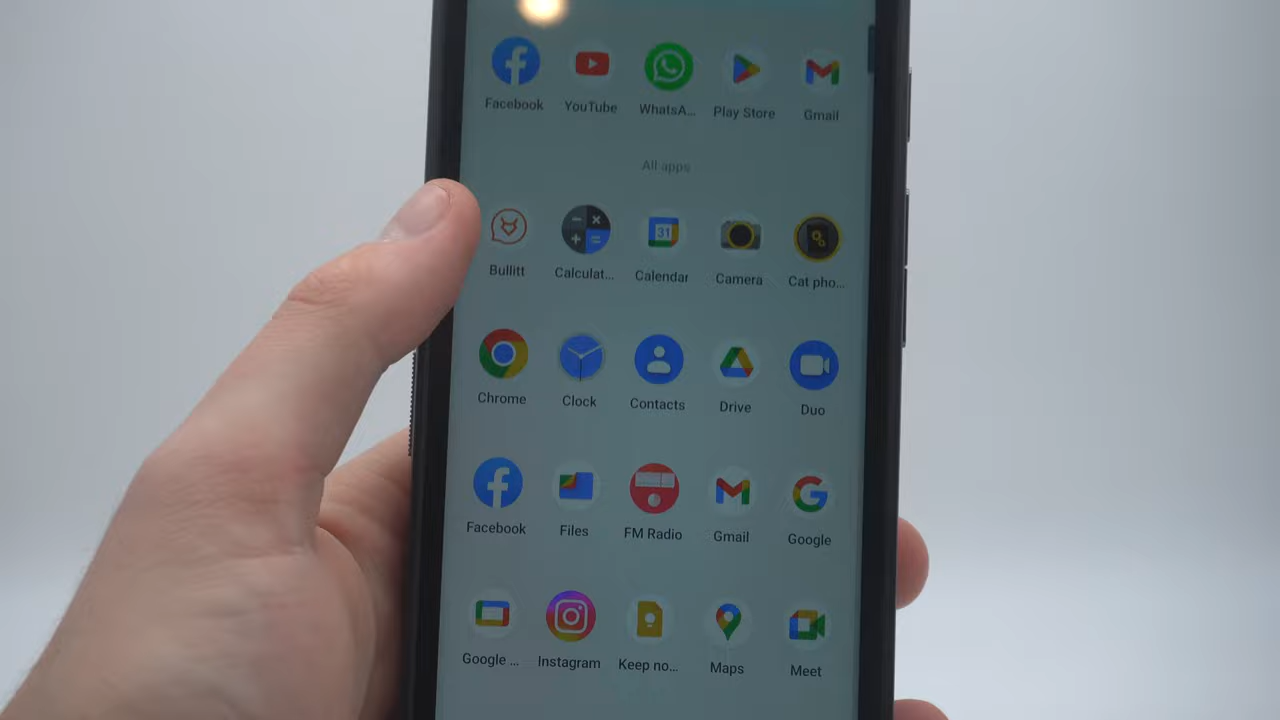 Facebook YouTube WhatsA... Play Store Gmail
All apps
31
Bullitt Calculat... Calendar Camera Cat pho...
Chrome Clock Contacts Drive Duo
Facebook Files FM Radio Gmail Google
Google ... Instagram Keep no... Maps Meet